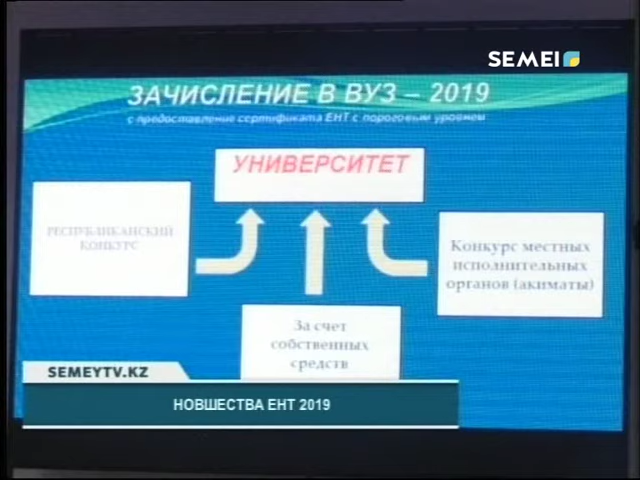 SEMEI
ЗАЧИСЛЕНИЕ В ВУЗ – 2019
с предоставление сертификата ЕНТ с пороговым уровнем
УНИВЕРСИТЕТ
РЕСПУБЛИКАНСКИЙ
КОНКУРС
Конкурс местных
исполнительных
органов (акиматы)
За счет
собственных
средств
SEMEYTV.KZ
НОВШЕСТВА ЕНТ 2019